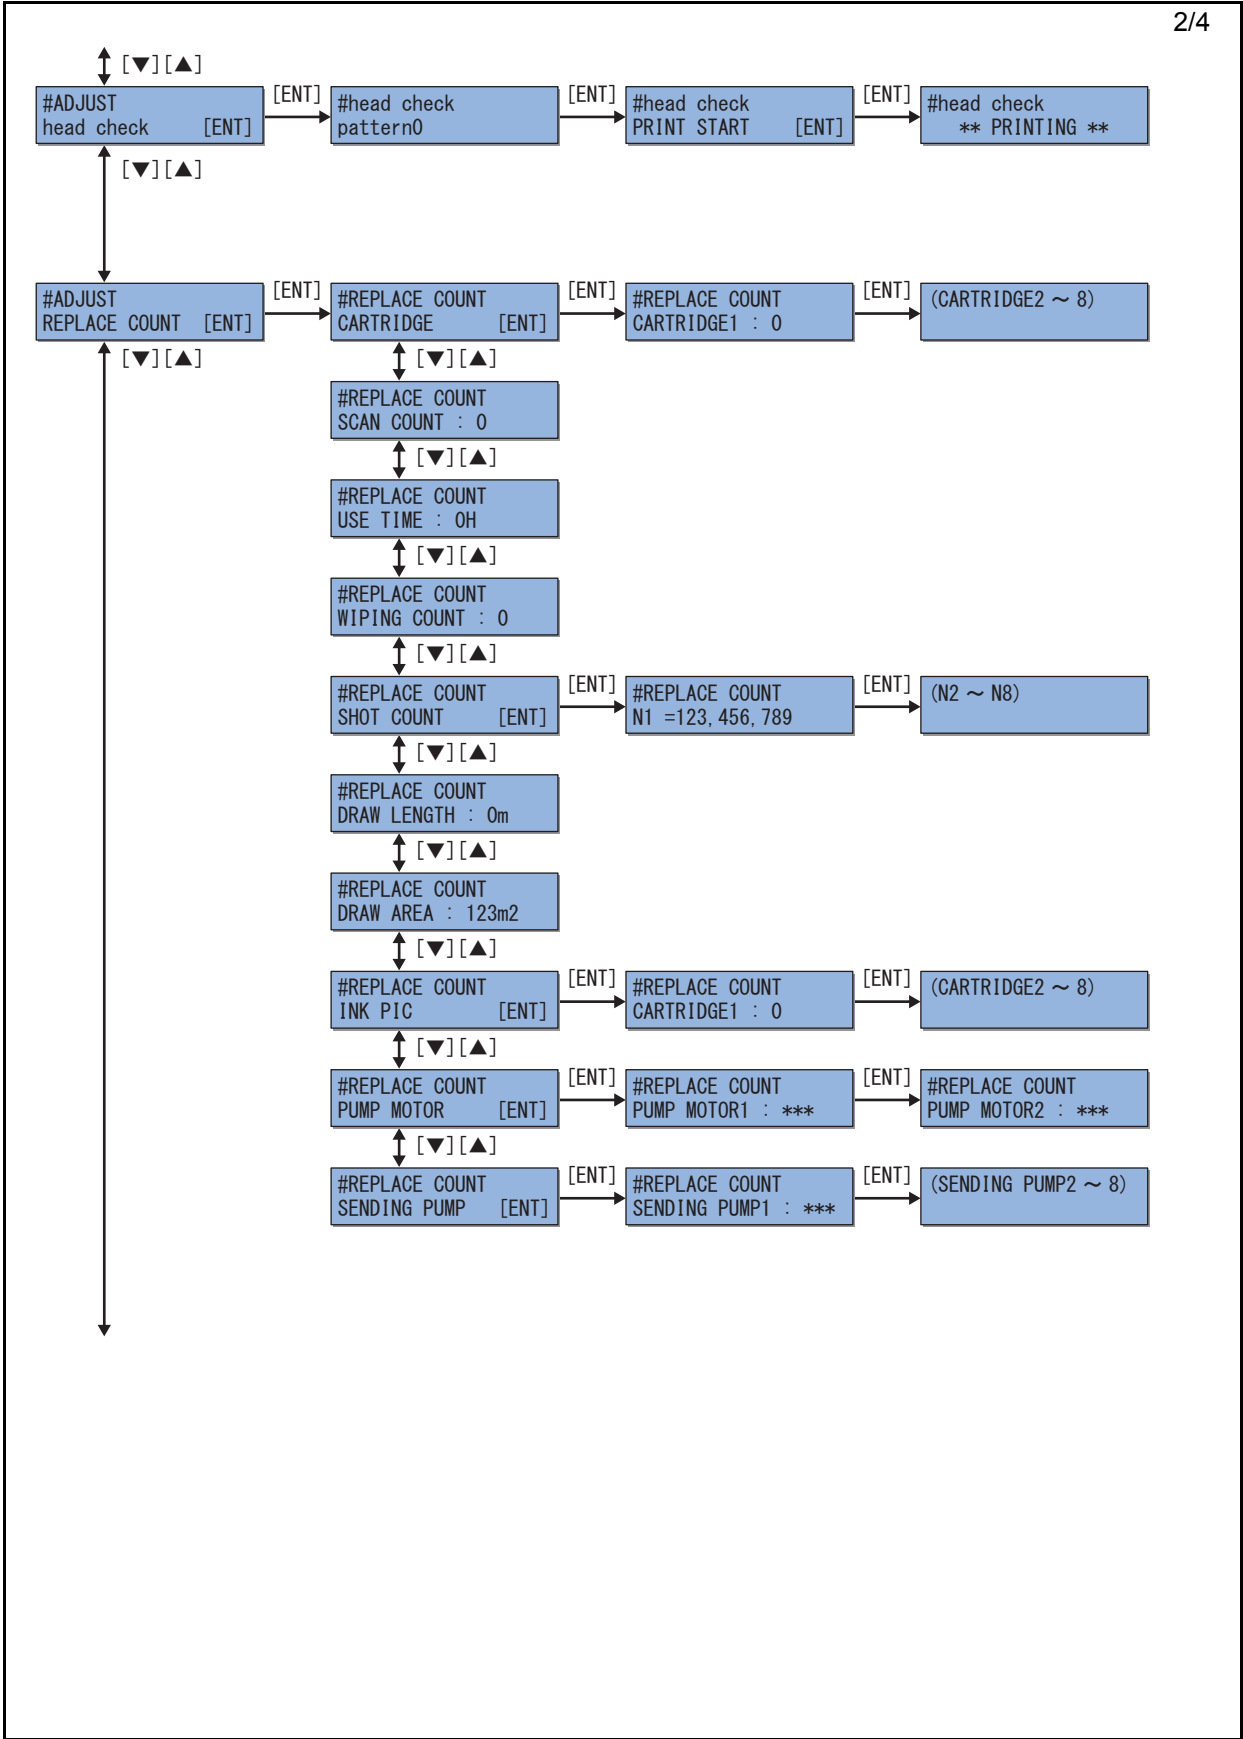 2/4
[▼][▲]
#ADJUST
head check [ENT]
[ENT]
#head check
pattern0
[ENT]
#head check
PRINT START [ENT]
[ENT]
#head check
** PRINTING **
[▼][▲]
#ADJUST
REPLACE COUNT [ENT]
[ENT]
#REPLACE COUNT
CARTRIDGE [ENT]
[ENT]
#REPLACE COUNT
CARTRIDGE1 : 0
[ENT]
(CARTRIDGE2 ~ 8)
[▼][▲]
[▼][▲]
#REPLACE COUNT
SCAN COUNT : 0
[▼][▲]
#REPLACE COUNT
USE TIME : 0H
[▼][▲]
#REPLACE COUNT
WIPING COUNT : 0
[▼][▲]
#REPLACE COUNT
SHOT COUNT [ENT]
[ENT]
#REPLACE COUNT
N1 =123,456,789
[ENT]
(N2 ~ N8)
[▼][▲]
#REPLACE COUNT
DRAW LENGTH : 0m
[▼][▲]
#REPLACE COUNT
DRAW AREA : 123m2
[▼][▲]
#REPLACE COUNT
INK PIC [ENT]
[ENT]
#REPLACE COUNT
CARTRIDGE1 : 0
[ENT]
(CARTRIDGE2 ~ 8)
[▼][▲]
#REPLACE COUNT
PUMP MOTOR [ENT]
[ENT]
#REPLACE COUNT
PUMP MOTOR1 : ***
[ENT]
#REPLACE COUNT
PUMP MOTOR2 : ***
[▼][▲]
#REPLACE COUNT
SENDING PUMP [ENT]
[ENT]
#REPLACE COUNT
SENDING PUMP1 : ***
[ENT]
(SENDING PUMP2 ~ 8)